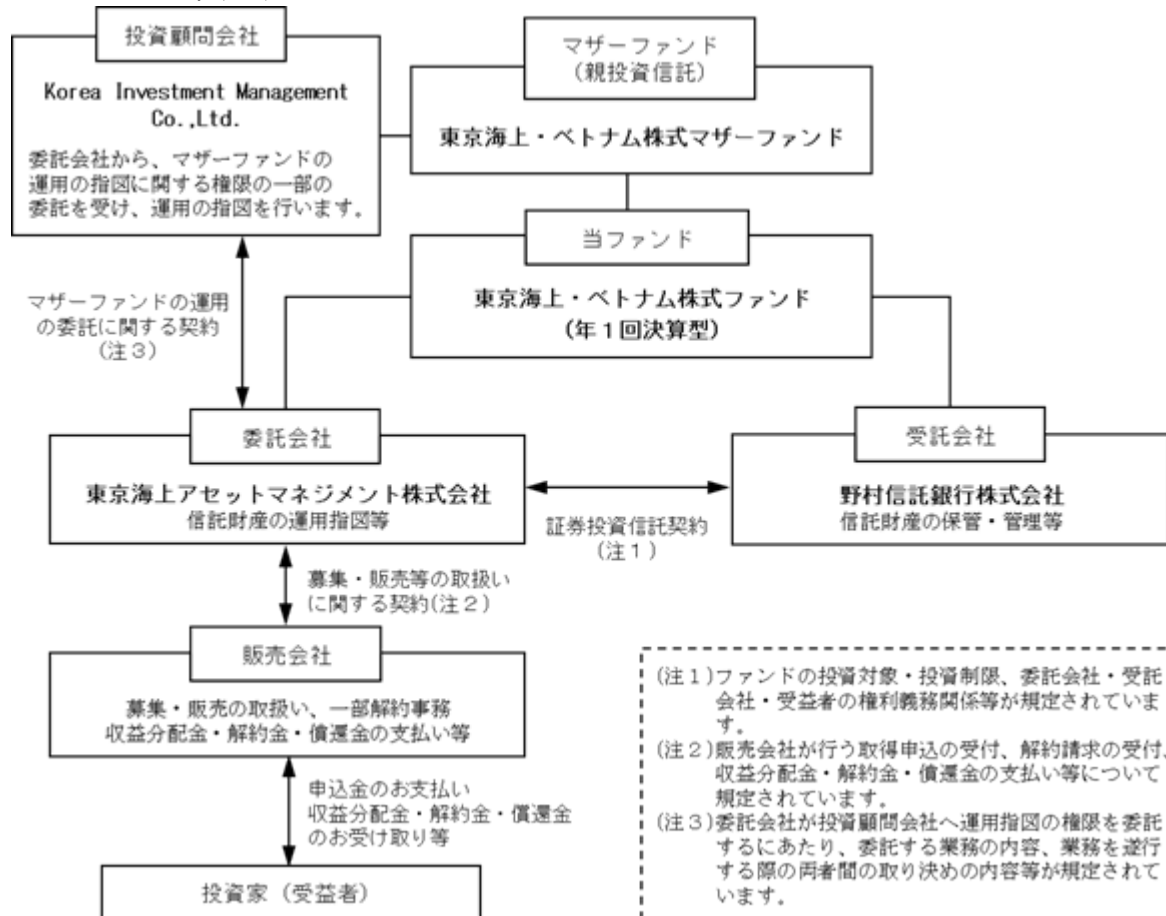 投資顧問会社
Korea Investment Management
Co.,Ltd.
委託会社から、マザーファンドの
運用の指図に関する権限の一部の
委託を受け、運用の指図を行います。
マザーファンド
(親投資信託)
東京海上・ベトナム株式マザーファンド
当ファンド
東京海上・ベトナム株式ファンド
(年1回決算型)
マザーファンドの運用
の委託に関する契約
(注3)
委託会社
東京海上アセットマネジメント株式会社
信託財産の運用指図等
証券投資信託契約
(注1)
受託会社
野村信託銀行株式会社
信託財産の保管・管理等
募集・販売等の取扱い
に関する契約(注2)
販売会社
募集・販売の取扱い、一部解約事務
収益分配金・解約金・償還金の支払い等
申込金のお支払い
収益分配金・解約金・償還金
のお受け取り等
投資家(受益者)
(注1)ファンドの投資対象・投資制限、委託会社・受託
会社・受益者の権利義務関係等が規定されていま
す。
(注2)販売会社が行う取得申込の受付、解約請求の受付、
収益分配金・解約金・償還金の支払い等について
規定されています。
(注3)委託会社が投資顧問会社へ運用指図の権限を委託
するにあたり、委託する業務の内容、業務を遂行
する際の両者間の取り決めの内容等が規定されて
います。